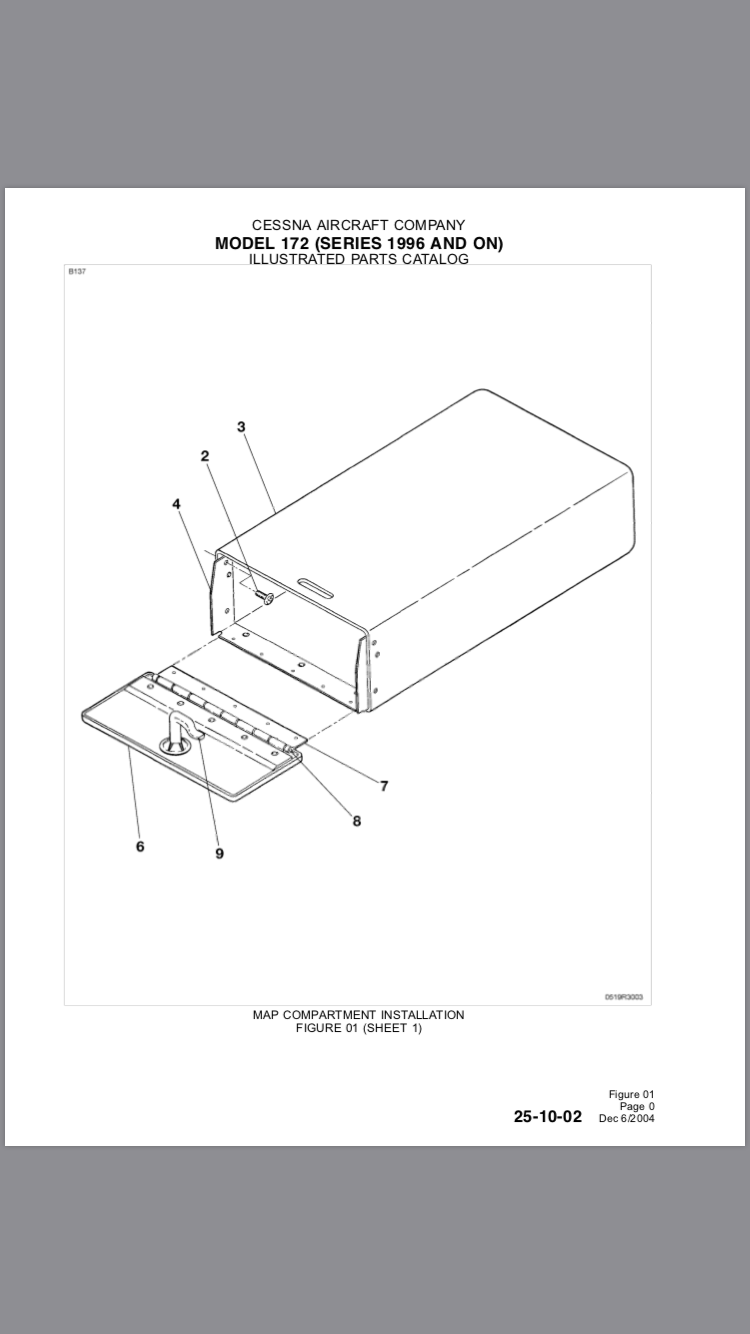 CESSNA AIRCRAFT COMPANY
MODEL 172 (SERIES 1996 AND ON)
ILLUSTRATED PARTS CATALOG
B137
3
2
4
7
8
6
9
0519R3003
MAP COMPARTMENT INSTALLATION
FIGURE 01 (SHEET 1)
Figure 01
Page 0
25-10-02 Dec 6/2004